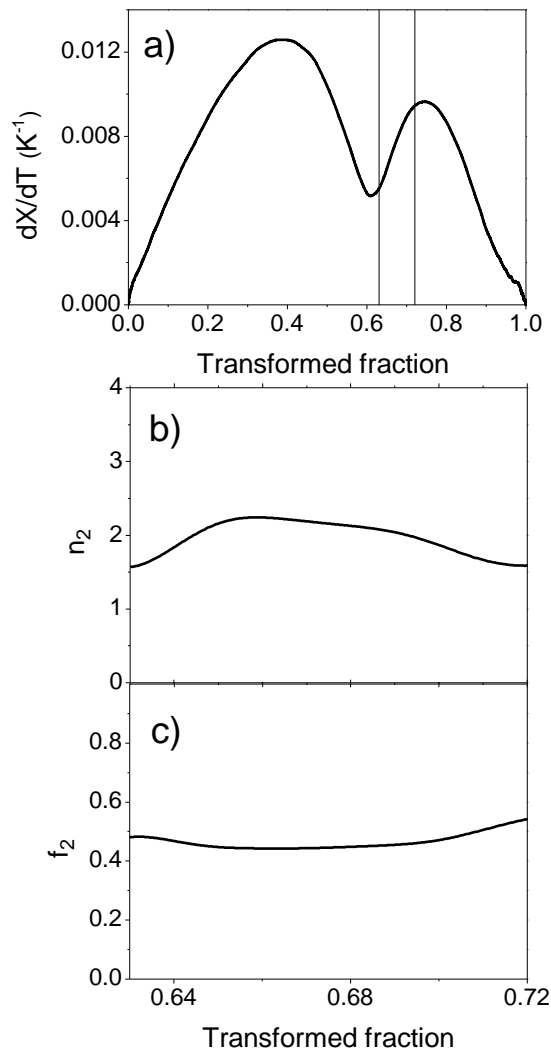 a)
dX/dT (K⁻¹)
0.012
0.008
0.004
0.000
0.0 0.2 0.4 0.6 0.8 1.0
Transformed fraction
b)
n₂
4
3
2
1
0
c)
f₂
0.8
0.6
0.4
0.2
0.0
0.64 0.68 0.72
Transformed fraction